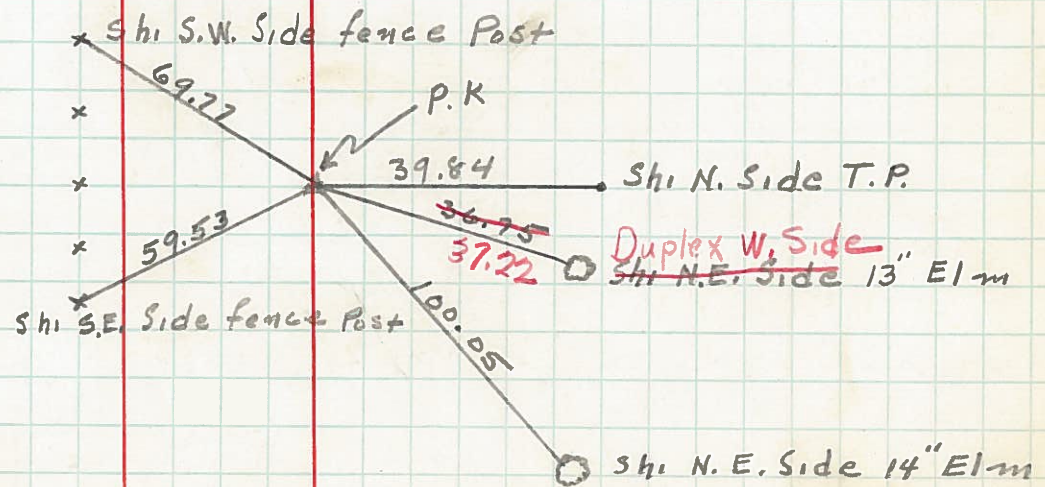 Shi S.W. Side fence Post
69.77
P.K
39.84
Shi N. Side T.P.
36.75
37.22
Duplex W. Side
Shi N.E. Side 13" Elm
59.53
Shi S.E. Side fence Post
100.05
Shi N.E. Side 14" Elm